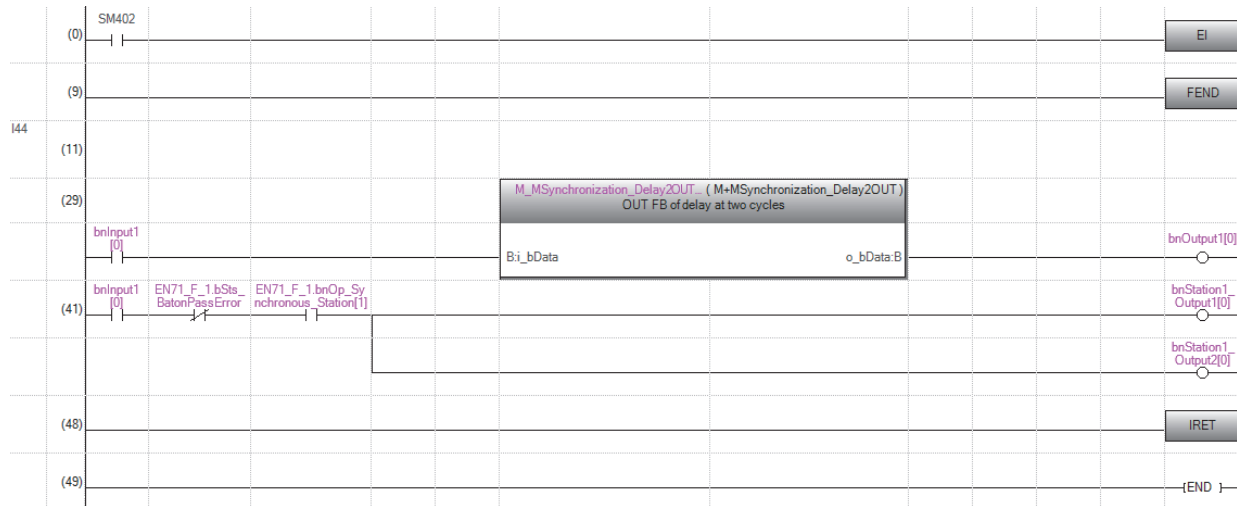 SM402
(0) EI
(9) FEND
I44
(11)
M_MSynchronization_Delay2OUT_ ( M+MSynchronization_Delay2OUT )
(29) OUT FB of delay at two cycles
bnInput1
[0]
B:i_bData o_bData:B
bnOutput1[0]
bnInput1 EN71_F_1.bSts_ EN71_F_1.bnOp_Sy bnStation1_
(41) [0] BatonPassError nchronous_Station[1] Output1[0]
bnStation1_
Output2[0]
(48) IRET
(49) [END ]